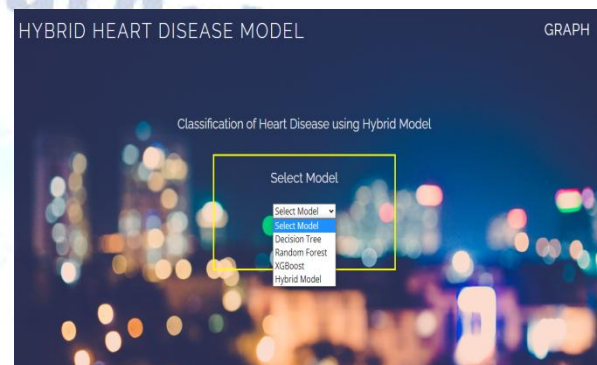 HYBRID HEART DISEASE MODEL
GRAPH
Classification of Heart Disease using Hybrid Model
Select Model
Select Model
Select Model
Decision Tree
Random Forest
XGBoost
Hybrid Model